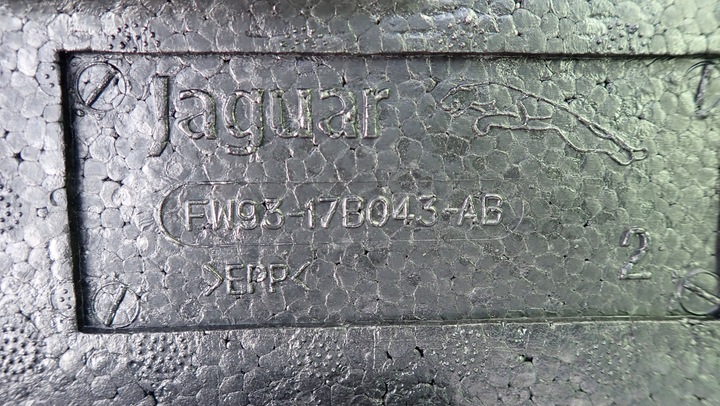 Jaguar
FW93-17B043-AB
>EPP<
2